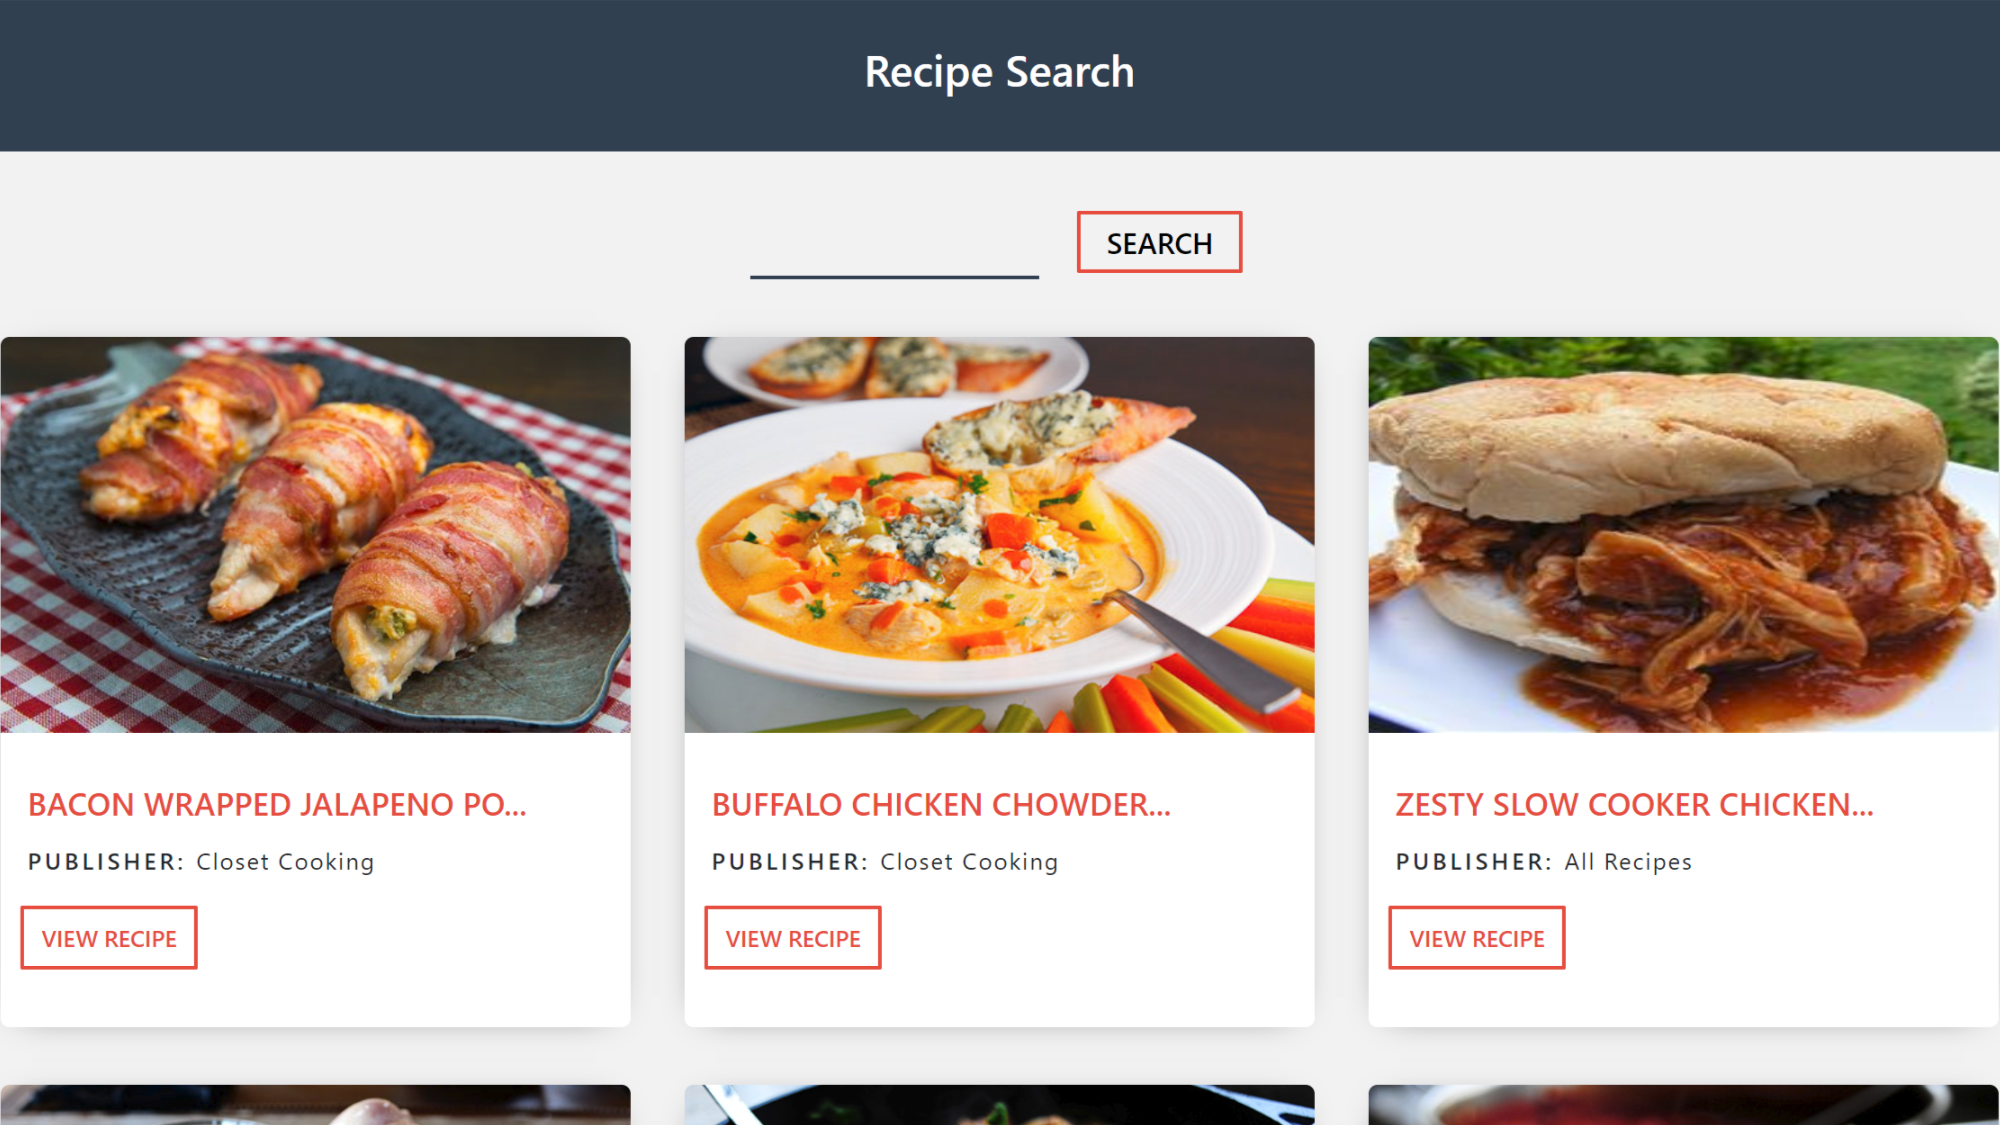 Recipe Search
SEARCH
BACON WRAPPED JALAPENO PO...
PUBLISHER: Closet Cooking
VIEW RECIPE
BUFFALO CHICKEN CHOWDER...
PUBLISHER: Closet Cooking
VIEW RECIPE
ZESTY SLOW COOKER CHICKEN...
PUBLISHER: All Recipes
VIEW RECIPE